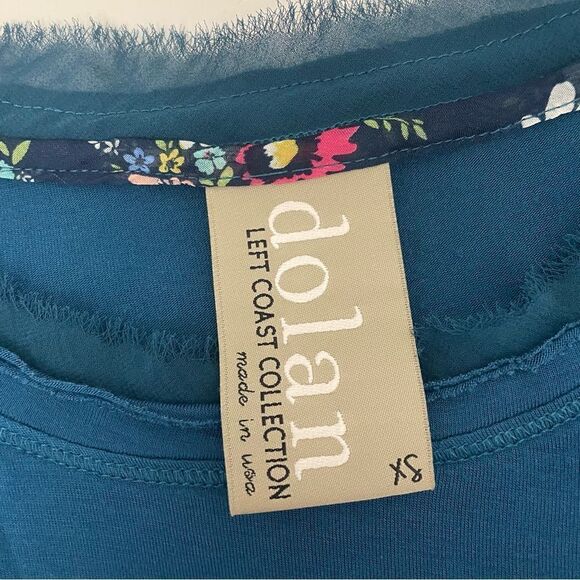 dolan
LEFT COAST COLLECTION
made in usa
xs